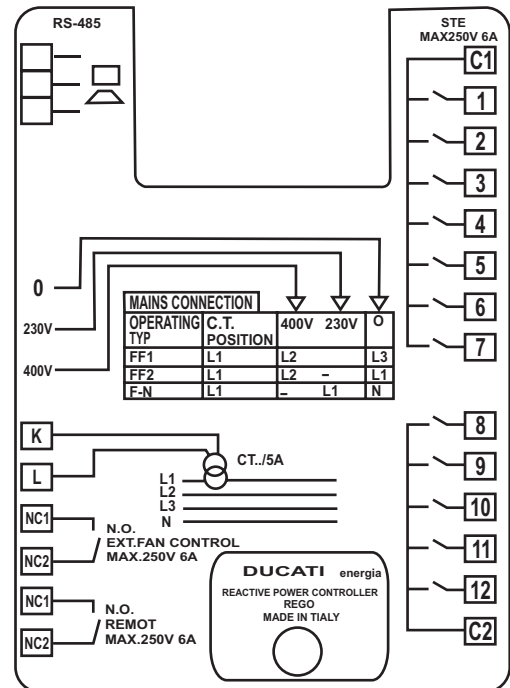 RS-485
STE
MAX250V 6A
C1
1
2
3
4
5
6
7
0
230V
400V
MAINS CONNECTION
OPERATING TYP C.T. POSITION 400V 230V O
FF1 L1 L2 L3
FF2 L1 L2 – L1
F-N L1 – L1 N
K
L
CT../5A
L1
L2
L3
N
NC1
N.O.
EXT.FAN CONTROL
MAX.250V 6A
NC2
NC1
N.O.
REMOT
MAX.250V 6A
NC2
DUCATI energia
REACTIVE POWER CONTROLLER
REGO
MADE IN TIALY
8
9
10
11
12
C2